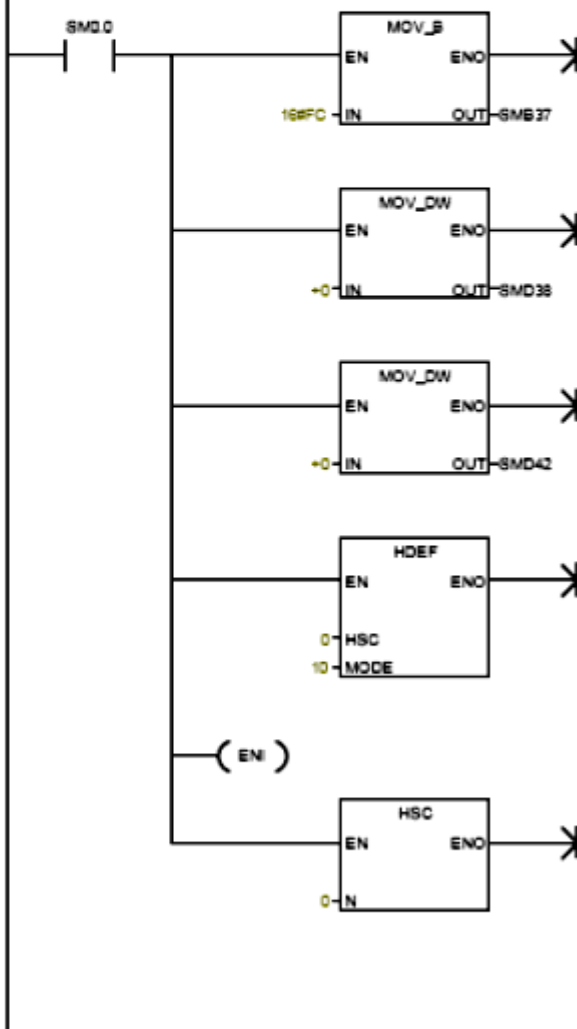 SM0.0
MOV_B
EN ENO
16#FC IN OUT SMB37
MOV_DW
EN ENO
+0 IN OUT SMD38
MOV_DW
EN ENO
+0 IN OUT SMD42
HDEF
EN ENO
0 HSC
10 MODE
ENI
HSC
EN ENO
0 N